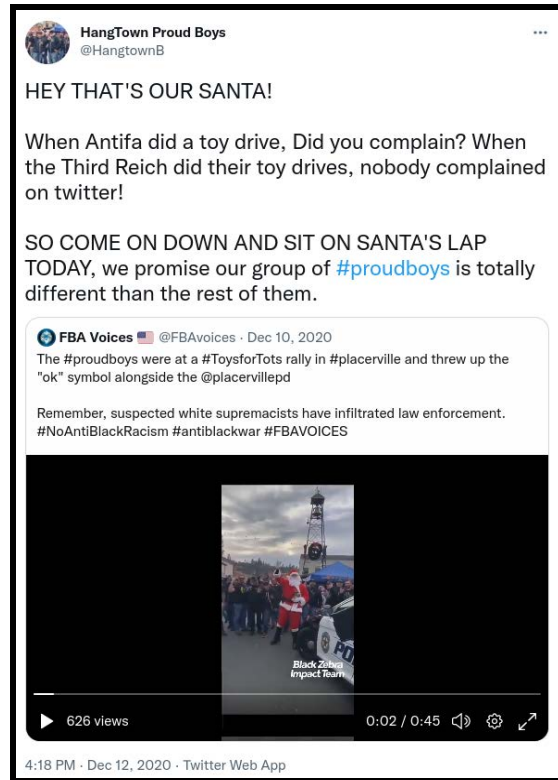 HangTown Proud Boys
@HangtownB
HEY THAT'S OUR SANTA!
When Antifa did a toy drive, Did you complain? When
the Third Reich did their toy drives, nobody complained
on twitter!
SO COME ON DOWN AND SIT ON SANTA'S LAP
TODAY, we promise our group of #proudboys is totally
different than the rest of them.
FBA Voices 🇺🇸 @FBAvoices · Dec 10, 2020
The #proudboys were at a #ToysforTots rally in #placerville and threw up the
"ok" symbol alongside the @placervillepd
Remember, suspected white supremacists have infiltrated law enforcement.
#NoAntiBlackRacism #antiblackwar #FBAVOICES
PO
Black Zebra
Impact Team
626 views
0:02 / 0:45
4:18 PM · Dec 12, 2020 · Twitter Web App